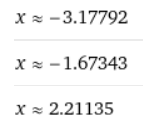 x ≈ −3.17792
x ≈ −1.67343
x ≈ 2.21135